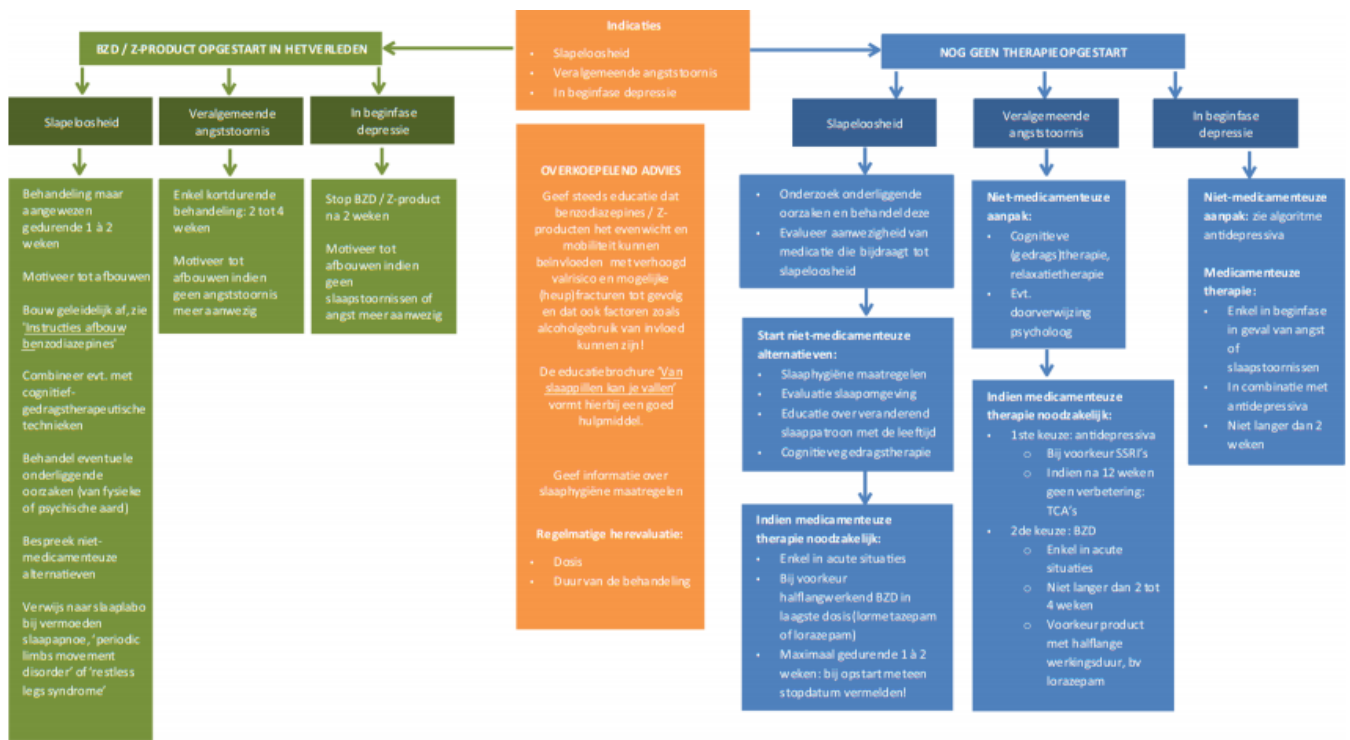 Indicaties
• Slapeloosheid
• Veralgemeende angststoornis
• In beginfase depressie
BZD / Z-PRODUCT OPGESTART IN HET VERLEDEN
Slapeloosheid
Behandeling maar
aangewezen
gedurende 1 à 2
weken
Motiveer tot afbouwen
Bouw geleidelijk af, zie
'Instructies afbouw
benzodiazepines'
Combineer evt. met
cognitief-
gedragstherapeutische
technieken
Behandel eventuele
onderliggende
oorzaken (van fysieke
of psychische aard)
Bespreek niet-
medicamenteuze
alternatieven
Verwijs naar slaaplabo
bij vermoeden
slaapapnoe, 'periodic
limbs movement
disorder' of 'restless
legs syndrome'
Veralgemeende
angststoornis
Enkel kortdurende
behandeling: 2 tot 4
weken
Motiveer tot
afbouwen indien
geen angststoornis
meer aanwezig
In beginfase
depressie
Stop BZD / Z-product
na 2 weken
Motiveer tot
afbouwen indien
geen
slaapstoornissen of
angst meer aanwezig
OVERKOEPELEND ADVIES
Geef steeds educatie dat
benzodiazepines / Z-
producten het evenwicht en
mobiliteit kunnen
beïnvloeden met verhoogd
valrisico en mogelijke
(heup)fracturen tot gevolg
en dat ook factoren zoals
alcoholgebruik van invloed
kunnen zijn!
De educatiebrochure 'Van
slaappillen kan je vallen'
vormt hierbij een goed
hulpmiddel.
Geef informatie over
slaaphygiëne maatregelen
Regelmatige herevaluatie:
• Dosis
• Duur van de behandeling
NOG GEEN THERAPIE OPGESTART
Slapeloosheid
• Onderzoek onderliggende
oorzaken en behandel deze
• Evalueer aanwezigheid van
medicatie die bijdraagt tot
slapeloosheid
Start niet-medicamenteuze
alternatieven:
• Slaaphygiëne maatregelen
• Evaluatie slaapomgeving
• Educatie over veranderend
slaappatroon met de leeftijd
• Cognitieve gedragstherapie
Indien medicamenteuze
therapie noodzakelijk:
• Enkel in acute situaties
• Bij voorkeur
halflangwerkend BZD in
laagste dosis (lormetazepam
of lorazepam)
• Maximaal gedurende 1 à 2
weken: bij opstart meteen
stopdatum vermelden!
Veralgemeende
angststoornis
Niet-medicamenteuze
aanpak:
• Cognitieve
(gedrags)therapie,
relaxatietherapie
• Evt.
doorverwijzing
psycholoog
Indien medicamenteuze
therapie noodzakelijk:
• 1ste keuze: antidepressiva
o Bij voorkeur SSRI's
o Indien na 12 weken
geen verbetering:
TCA's
• 2de keuze: BZD
o Enkel in acute
situaties
o Niet langer dan 2 tot
4 weken
o Voorkeur product
met halflange
werkingsduur, bv
lorazepam
In beginfase
depressie
Niet-medicamenteuze
aanpak: zie algoritme
antidepressiva
Medicamenteuze
therapie:
• Enkel in beginfase
in geval van angst
of
slaapstoornissen
• In combinatie met
antidepressiva
• Niet langer dan 2
weken